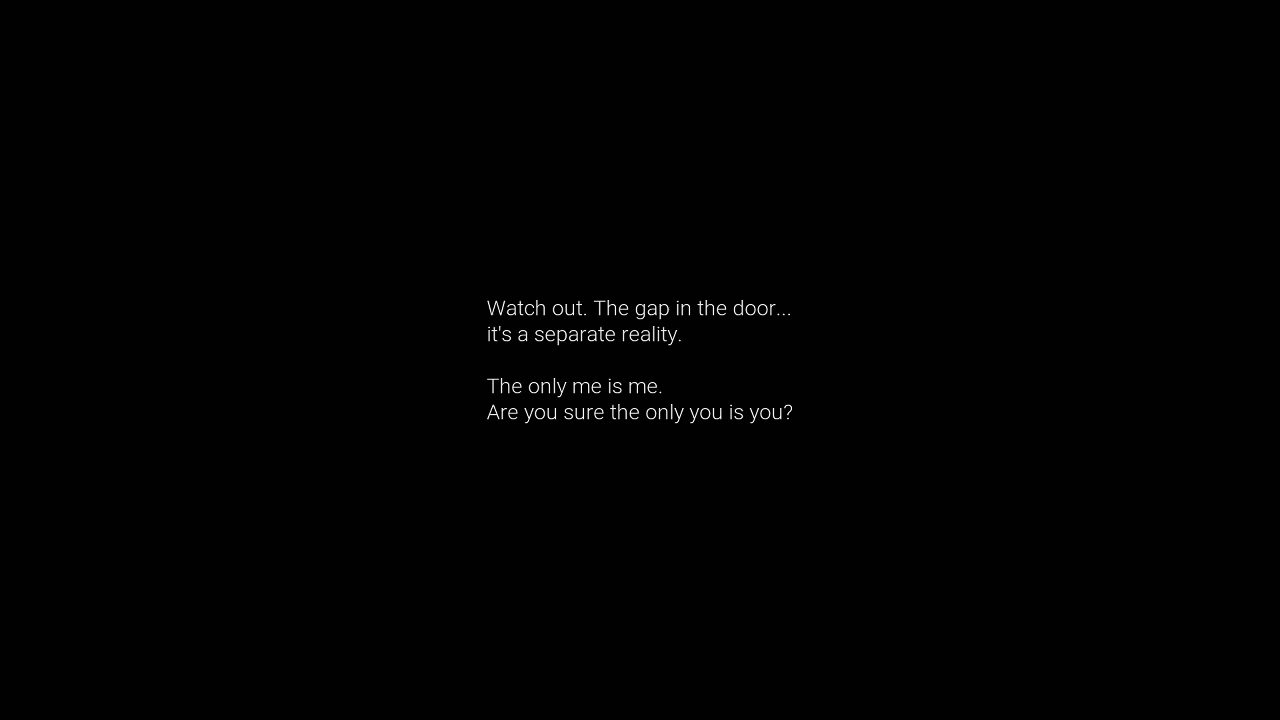 Watch out. The gap in the door...
it's a separate reality.
The only me is me.
Are you sure the only you is you?